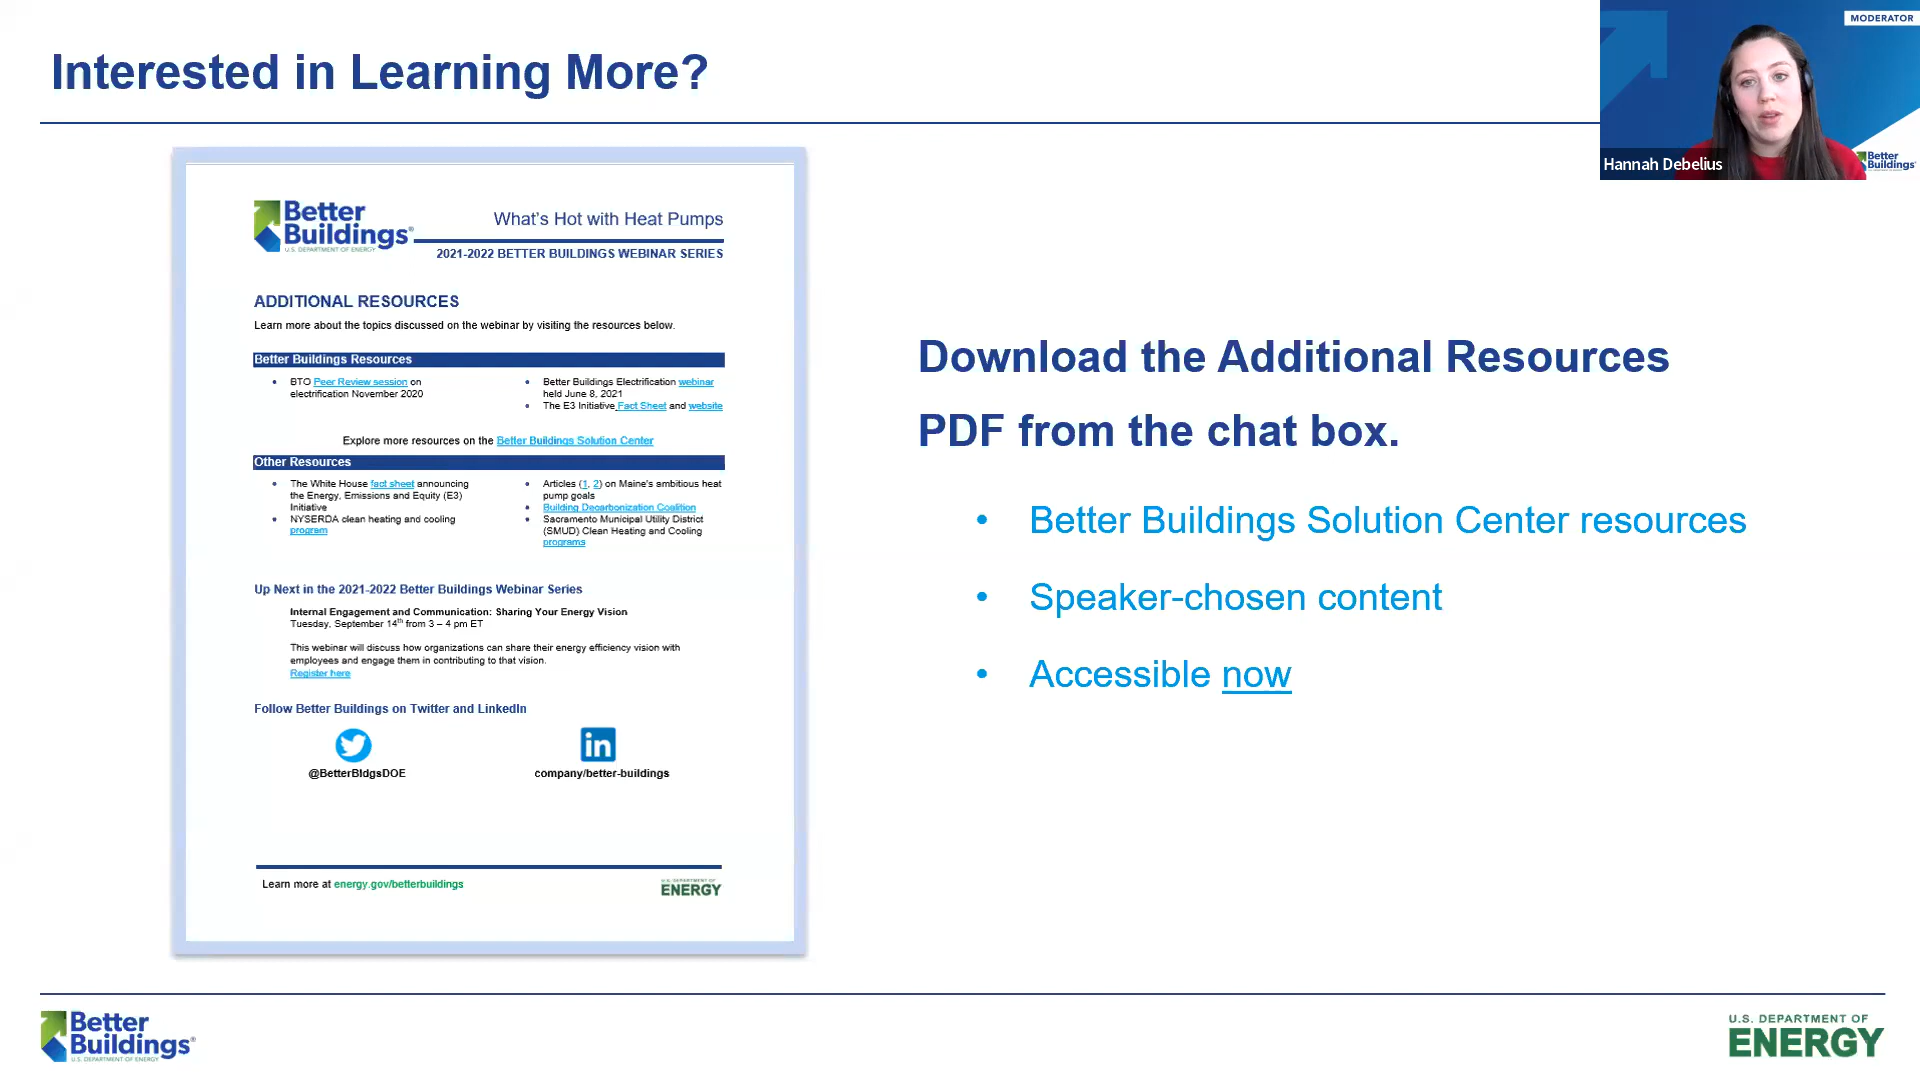 Interested in Learning More?
MODERATOR
Hannah Debelius
Better
Buildings®
Better
Buildings®
U.S. DEPARTMENT OF ENERGY
What's Hot with Heat Pumps
2021-2022 BETTER BUILDINGS WEBINAR SERIES
ADDITIONAL RESOURCES
Learn more about the topics discussed on the webinar by visiting the resources below.
Better Buildings Resources
• BTO Peer Review session on
electrification November 2020
• Better Buildings Electrification webinar
held June 8, 2021
• The E3 Initiative Fact Sheet and website
Explore more resources on the Better Buildings Solution Center
Other Resources
• The White House fact sheet announcing
the Energy, Emissions and Equity (E3)
Initiative
• NYSERDA clean heating and cooling
program
• Articles (1, 2) on Maine's ambitious heat
pump goals
• Building Decarbonization Coalition
• Sacramento Municipal Utility District
(SMUD) Clean Heating and Cooling
programs
Up Next in the 2021-2022 Better Buildings Webinar Series
Internal Engagement and Communication: Sharing Your Energy Vision
Tuesday, September 14th from 3 – 4 pm ET
This webinar will discuss how organizations can share their energy efficiency vision with
employees and engage them in contributing to that vision.
Register here
Follow Better Buildings on Twitter and LinkedIn
in
@BetterBldgsDOE
company/better-buildings
Learn more at energy.gov/betterbuildings
U.S. DEPARTMENT OF
ENERGY
Download the Additional Resources
PDF from the chat box.
• Better Buildings Solution Center resources
• Speaker-chosen content
• Accessible now
Better
Buildings®
U.S. DEPARTMENT OF ENERGY
U.S. DEPARTMENT OF
ENERGY